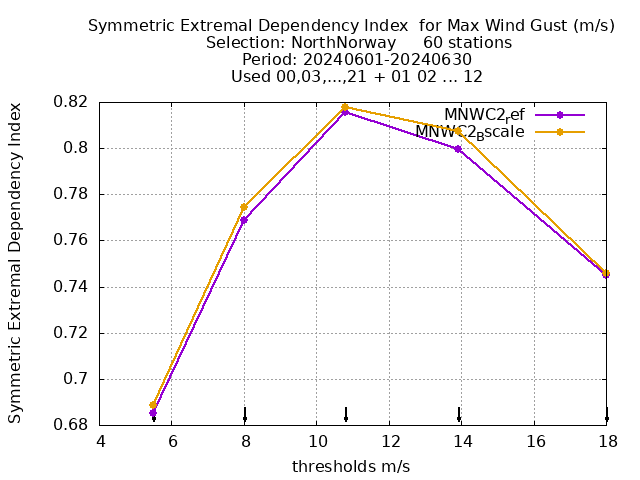 Symmetric Extremal Dependency Index  for Max Wind Gust (m/s)
Selection: NorthNorway     60 stations
Period: 20240601-20240630
Used 00,03,...,21 + 01 02 ... 12
Symmetric Extremal Dependency Index
0.82
0.8
0.78
0.76
0.74
0.72
0.7
0.68
MNWC2ref
MNWC2Bscale
4 6 8 10 12 14 16 18
thresholds m/s